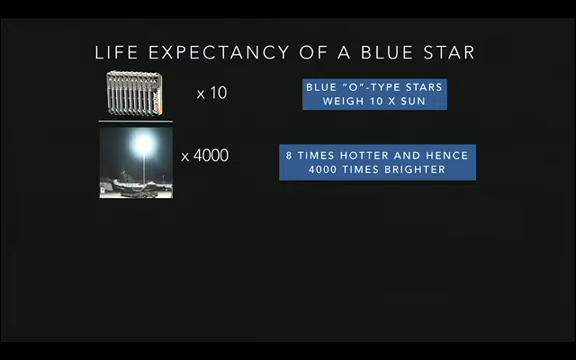 LIFE EXPECTANCY OF A BLUE STAR
x 10
BLUE "O"-TYPE STARS
WEIGH 10 X SUN
x 4000
8 TIMES HOTTER AND HENCE
4000 TIMES BRIGHTER